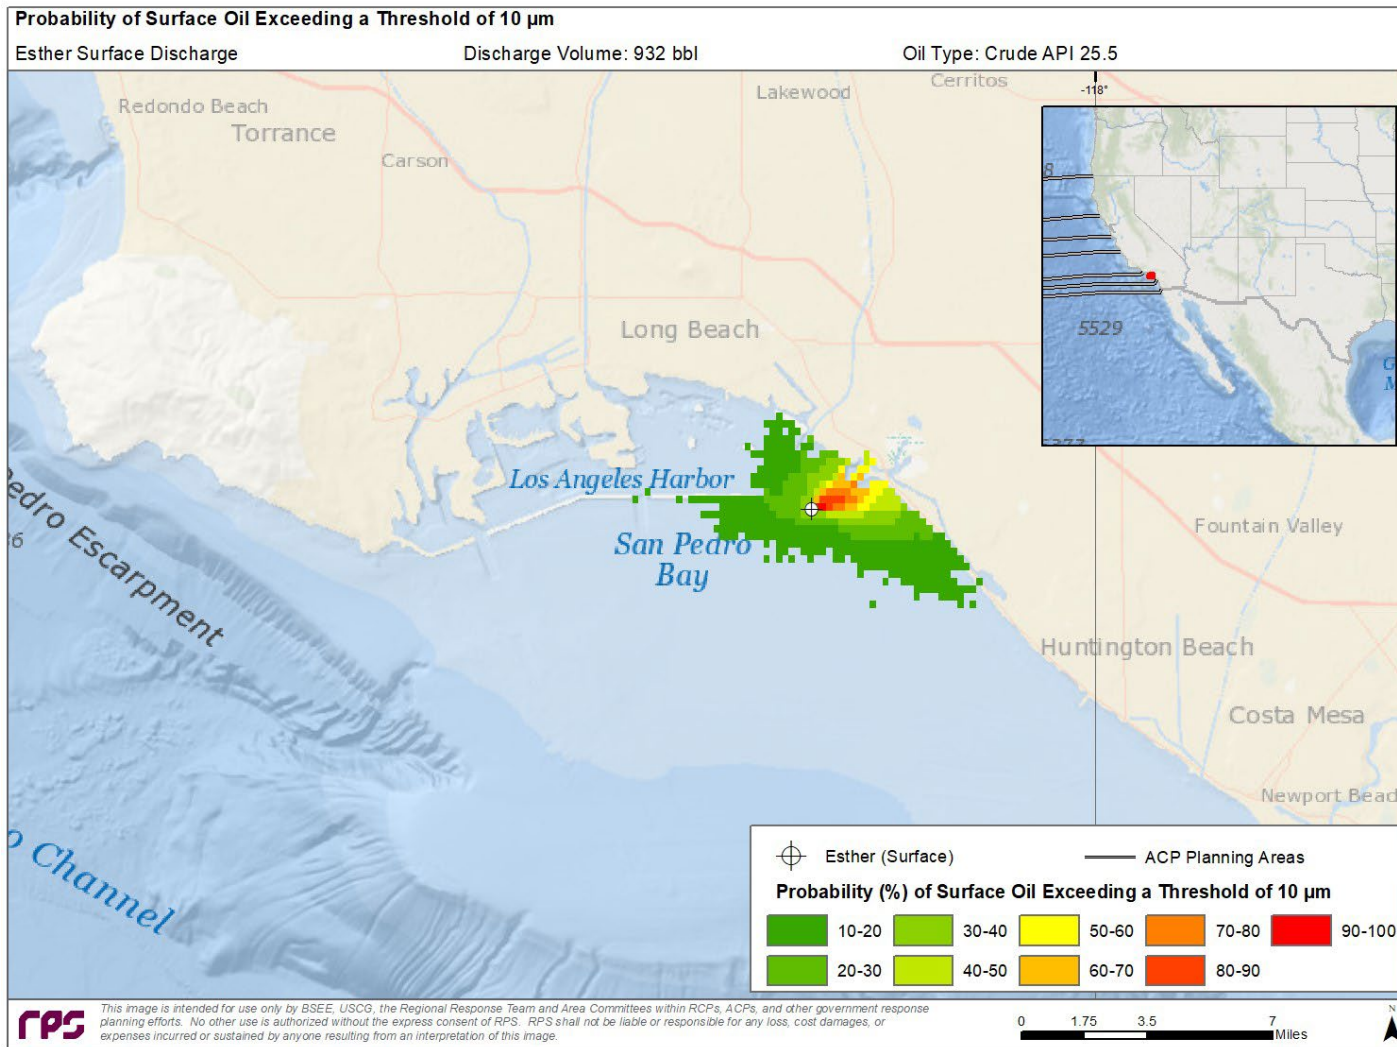 Probability of Surface Oil Exceeding a Threshold of 10 µm
Esther Surface Discharge
Discharge Volume: 932 bbl
Oil Type: Crude API 25.5
Redondo Beach
Torrance
Carson
Lakewood
Cerritos
-118°
8
5529
Long Beach
Los Angeles Harbor
San Pedro
Bay
Fountain Valley
Pedro Escarpment
36
Huntington Beach
Costa Mesa
Newport Beac
o Channel
Esther (Surface)
ACP Planning Areas
Probability (%) of Surface Oil Exceeding a Threshold of 10 µm
10-20
30-40
50-60
70-80
90-100
20-30
40-50
60-70
80-90
rps
This image is intended for use only by BSEE, USCG, the Regional Response Team and Area Committees within RCPs, ACPs, and other government response
planning efforts. No other use is authorized without the express consent of RPS. RPS shall not be liable or responsible for any loss, cost damages, or
expenses incurred or sustained by anyone resulting from an interpretation of this image.
0
1.75
3.5
7
Miles
N